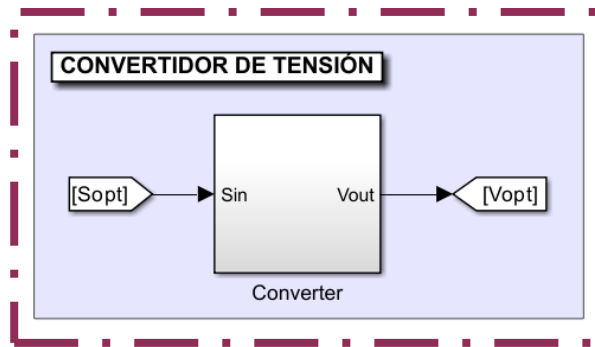 CONVERTIDOR DE TENSIÓN
[Sopt]
Sin
Vout
[Vopt]
Converter